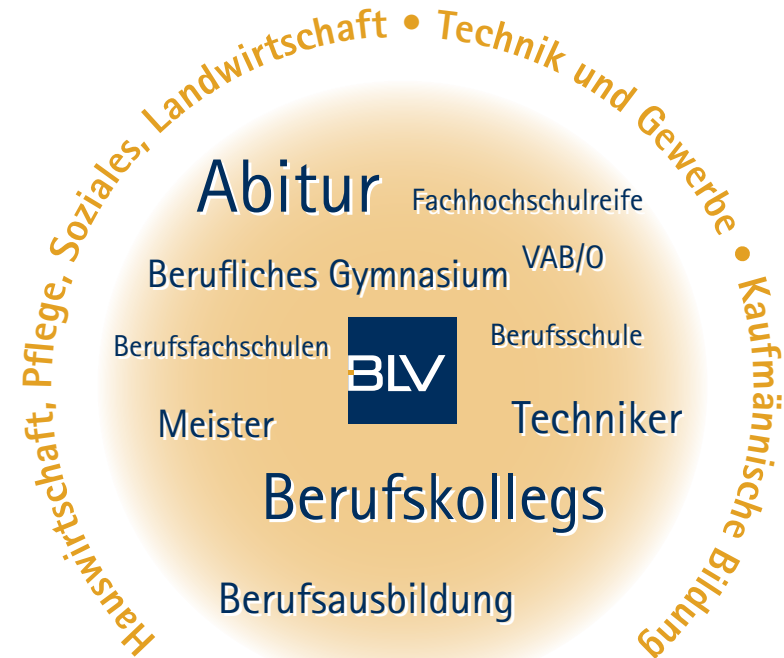 Hauswirtschaft, Pflege, Soziales, Landwirtschaft • Technik und Gewerbe • Kaufmännische Bildung
Abitur
Fachhochschulreife
Berufliches Gymnasium
VAB/O
Berufsfachschulen
BLV
Berufsschule
Meister
Techniker
Berufskollegs
Berufsausbildung